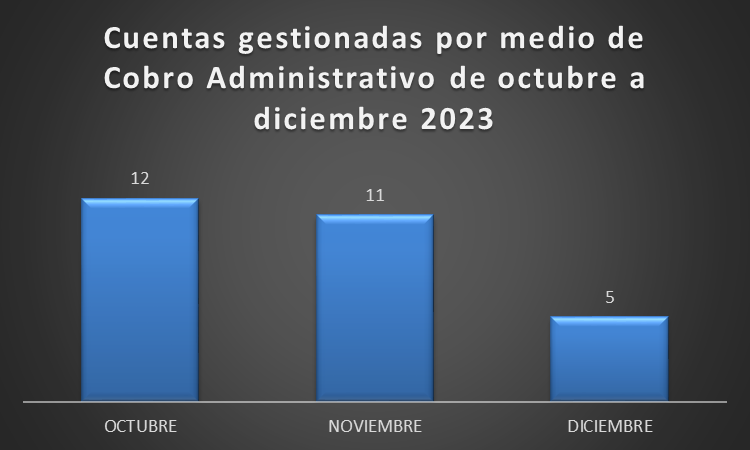 Cuentas gestionadas por medio de
Cobro Administrativo de octubre a
diciembre 2023
12
11
5
OCTUBRE
NOVIEMBRE
DICIEMBRE